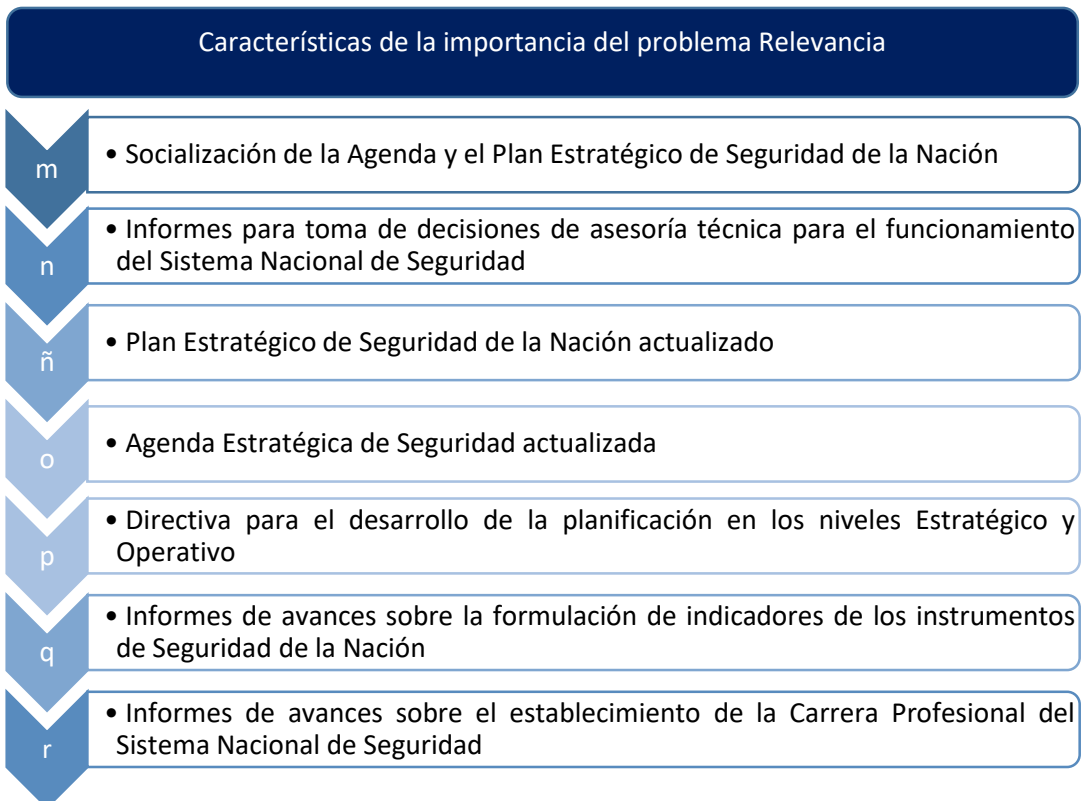 Características de la importancia del problema Relevancia
m
• Socialización de la Agenda y el Plan Estratégico de Seguridad de la Nación
n
• Informes para toma de decisiones de asesoría técnica para el funcionamiento
del Sistema Nacional de Seguridad
ñ
• Plan Estratégico de Seguridad de la Nación actualizado
o
• Agenda Estratégica de Seguridad actualizada
p
• Directiva para el desarrollo de la planificación en los niveles Estratégico y
Operativo
q
• Informes de avances sobre la formulación de indicadores de los instrumentos
de Seguridad de la Nación
r
• Informes de avances sobre el establecimiento de la Carrera Profesional del
Sistema Nacional de Seguridad